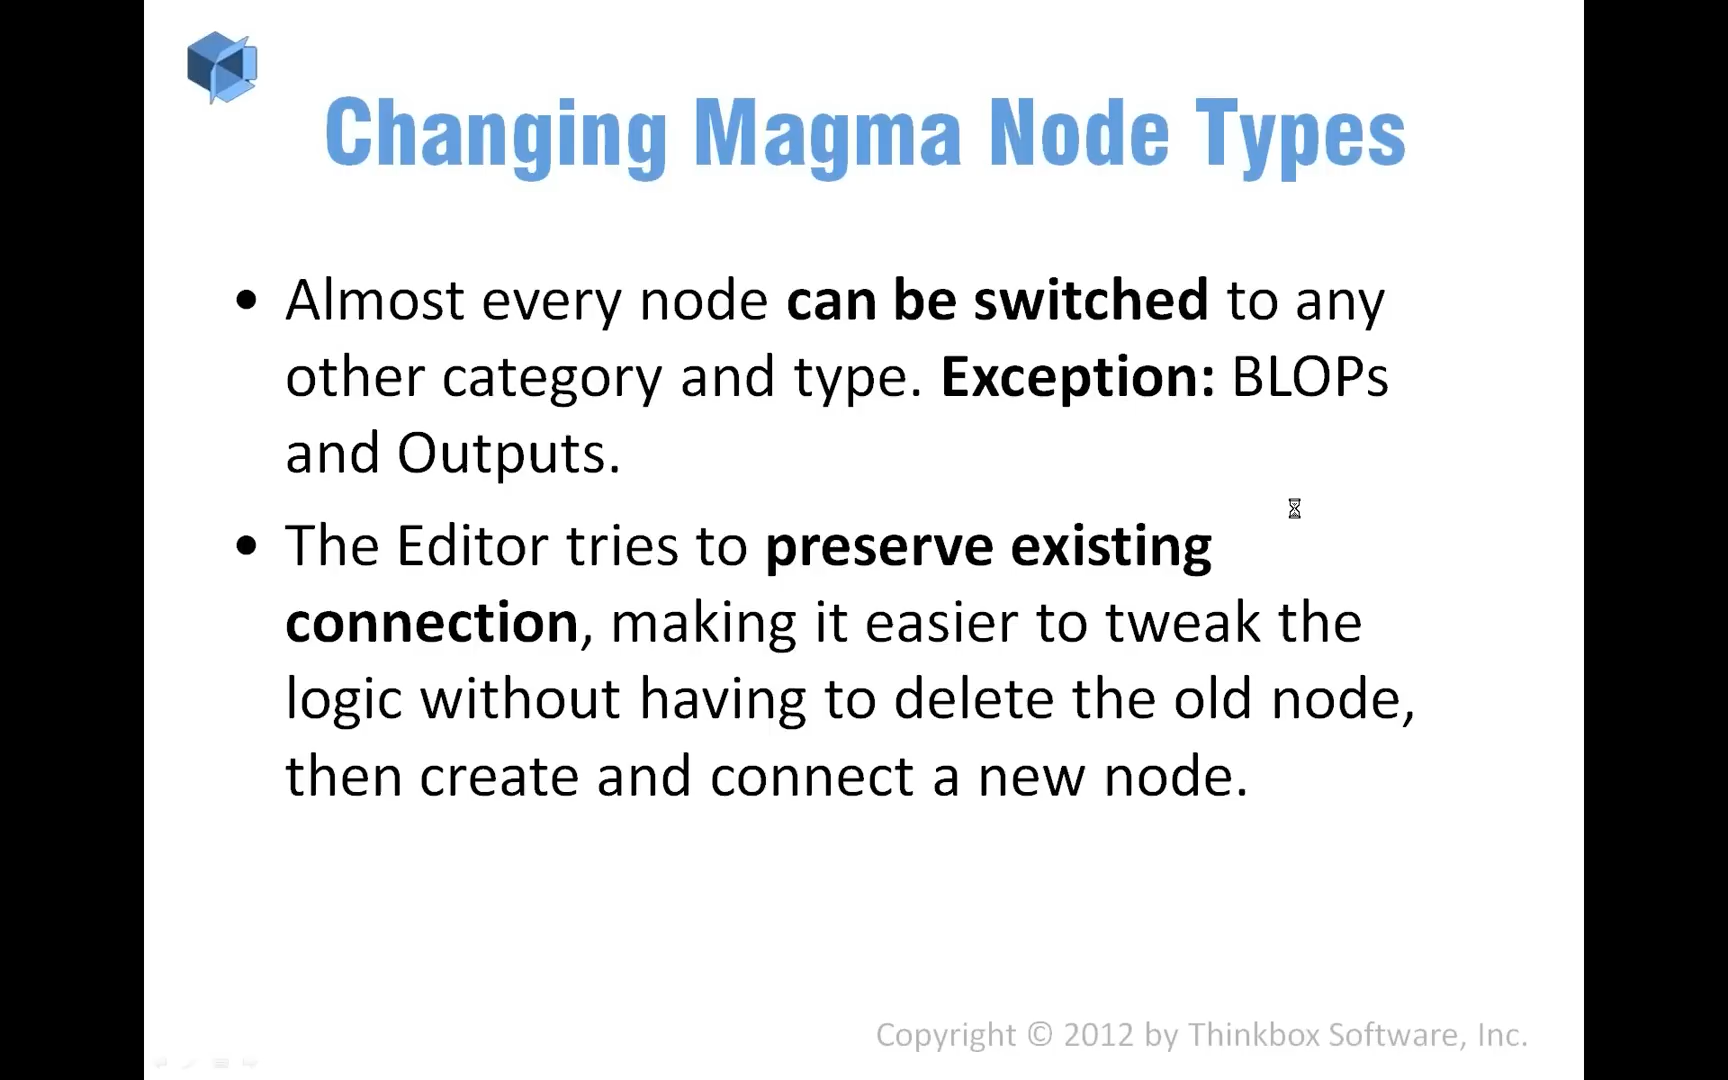 Changing Magma Node Types
• Almost every node can be switched to any
other category and type. Exception: BLOPs
and Outputs.
• The Editor tries to preserve existing
connection, making it easier to tweak the
logic without having to delete the old node,
then create and connect a new node.
Copyright © 2012 by Thinkbox Software, Inc.